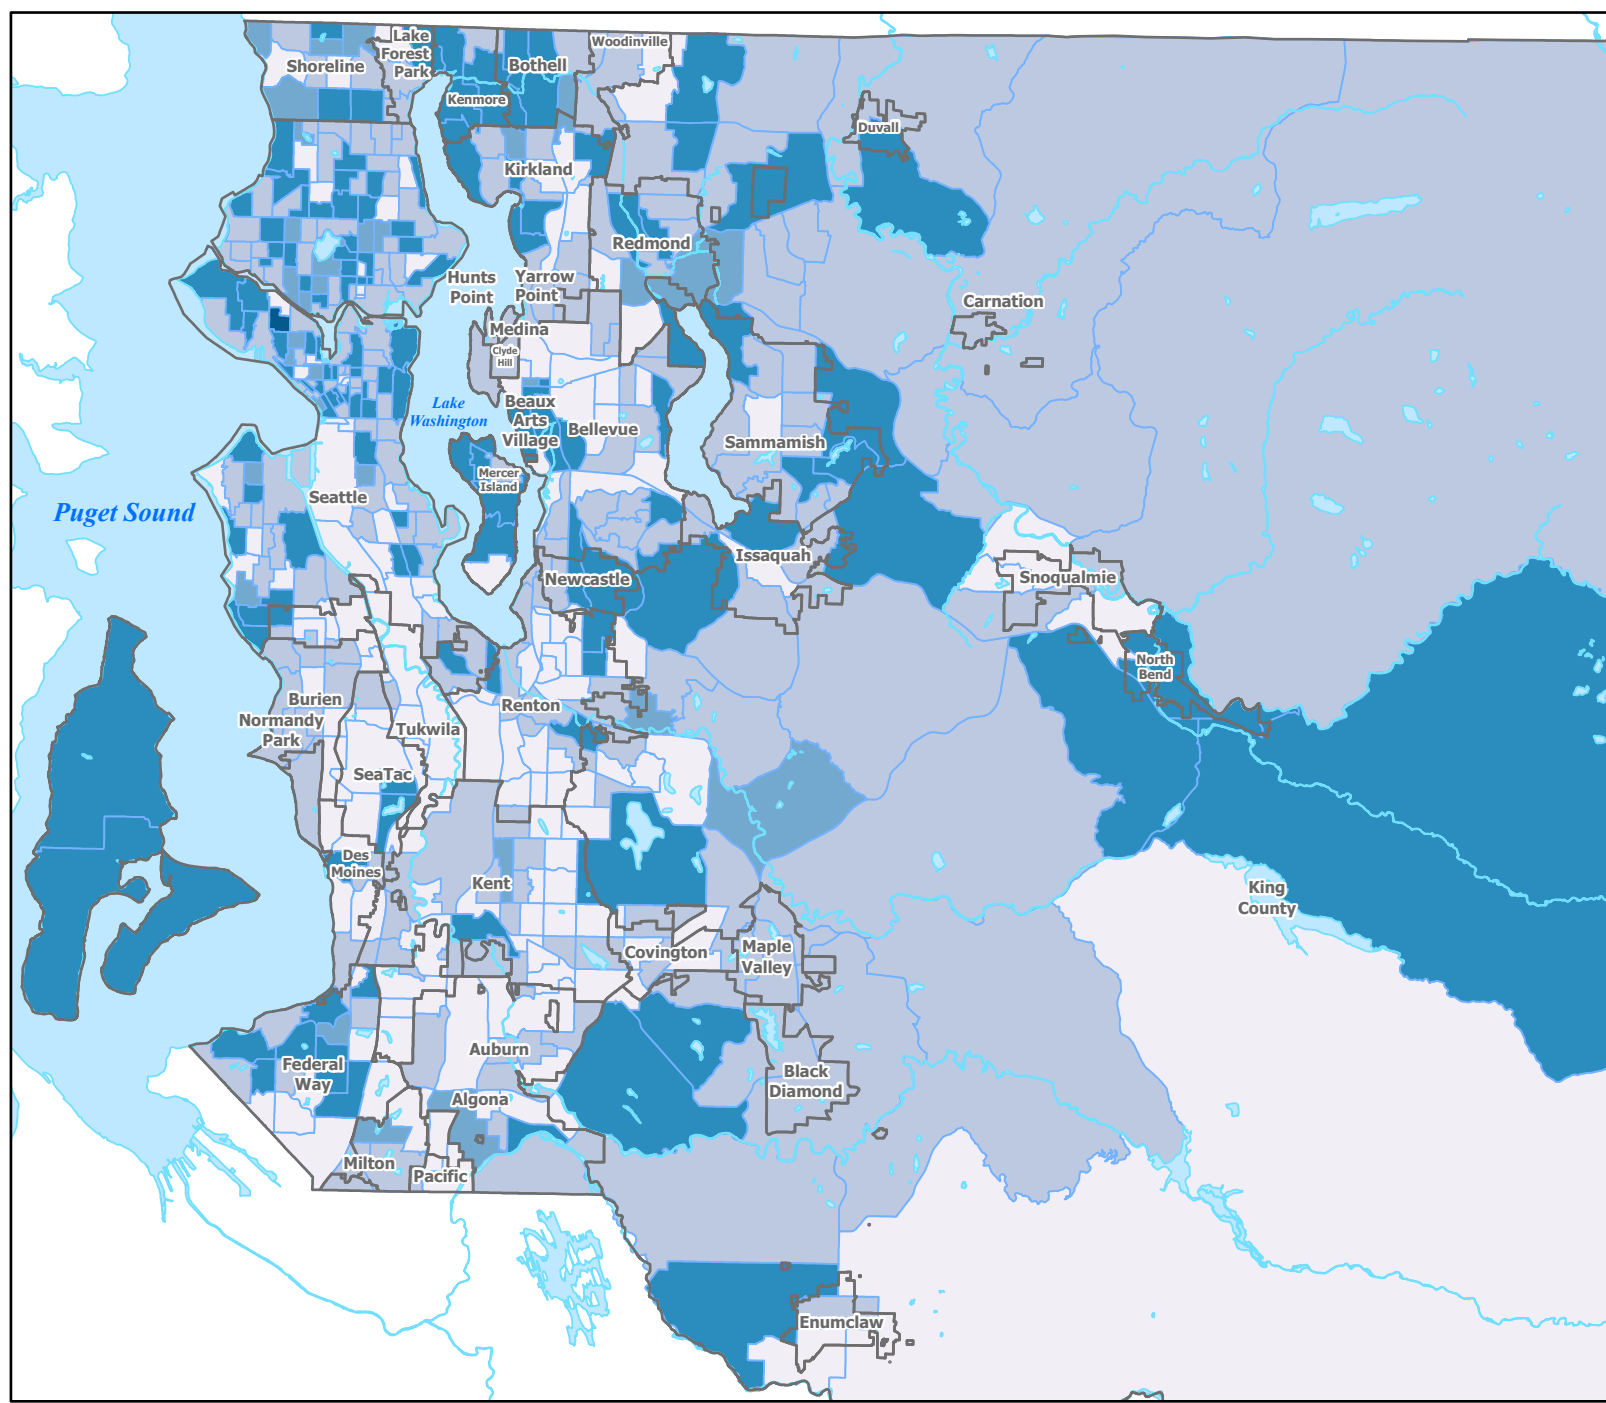 Lake
Forest
Park
Shoreline
Bothell
Woodinville
Kenmore
Duvall
Kirkland
Redmond
Hunts
Point
Yarrow
Point
Carnation
Medina
Clyde
Hill
Lake
Washington
Beaux
Arts
Village
Bellevue
Sammamish
Mercer
Island
Seattle
Puget Sound
Issaquah
Newcastle
Snoqualmie
North
Bend
Burien
Normandy
Park
Renton
Tukwila
SeaTac
Des
Moines
Kent
King
County
Covington
Maple
Valley
Auburn
Federal
Way
Black
Diamond
Algona
Milton
Pacific
Enumclaw